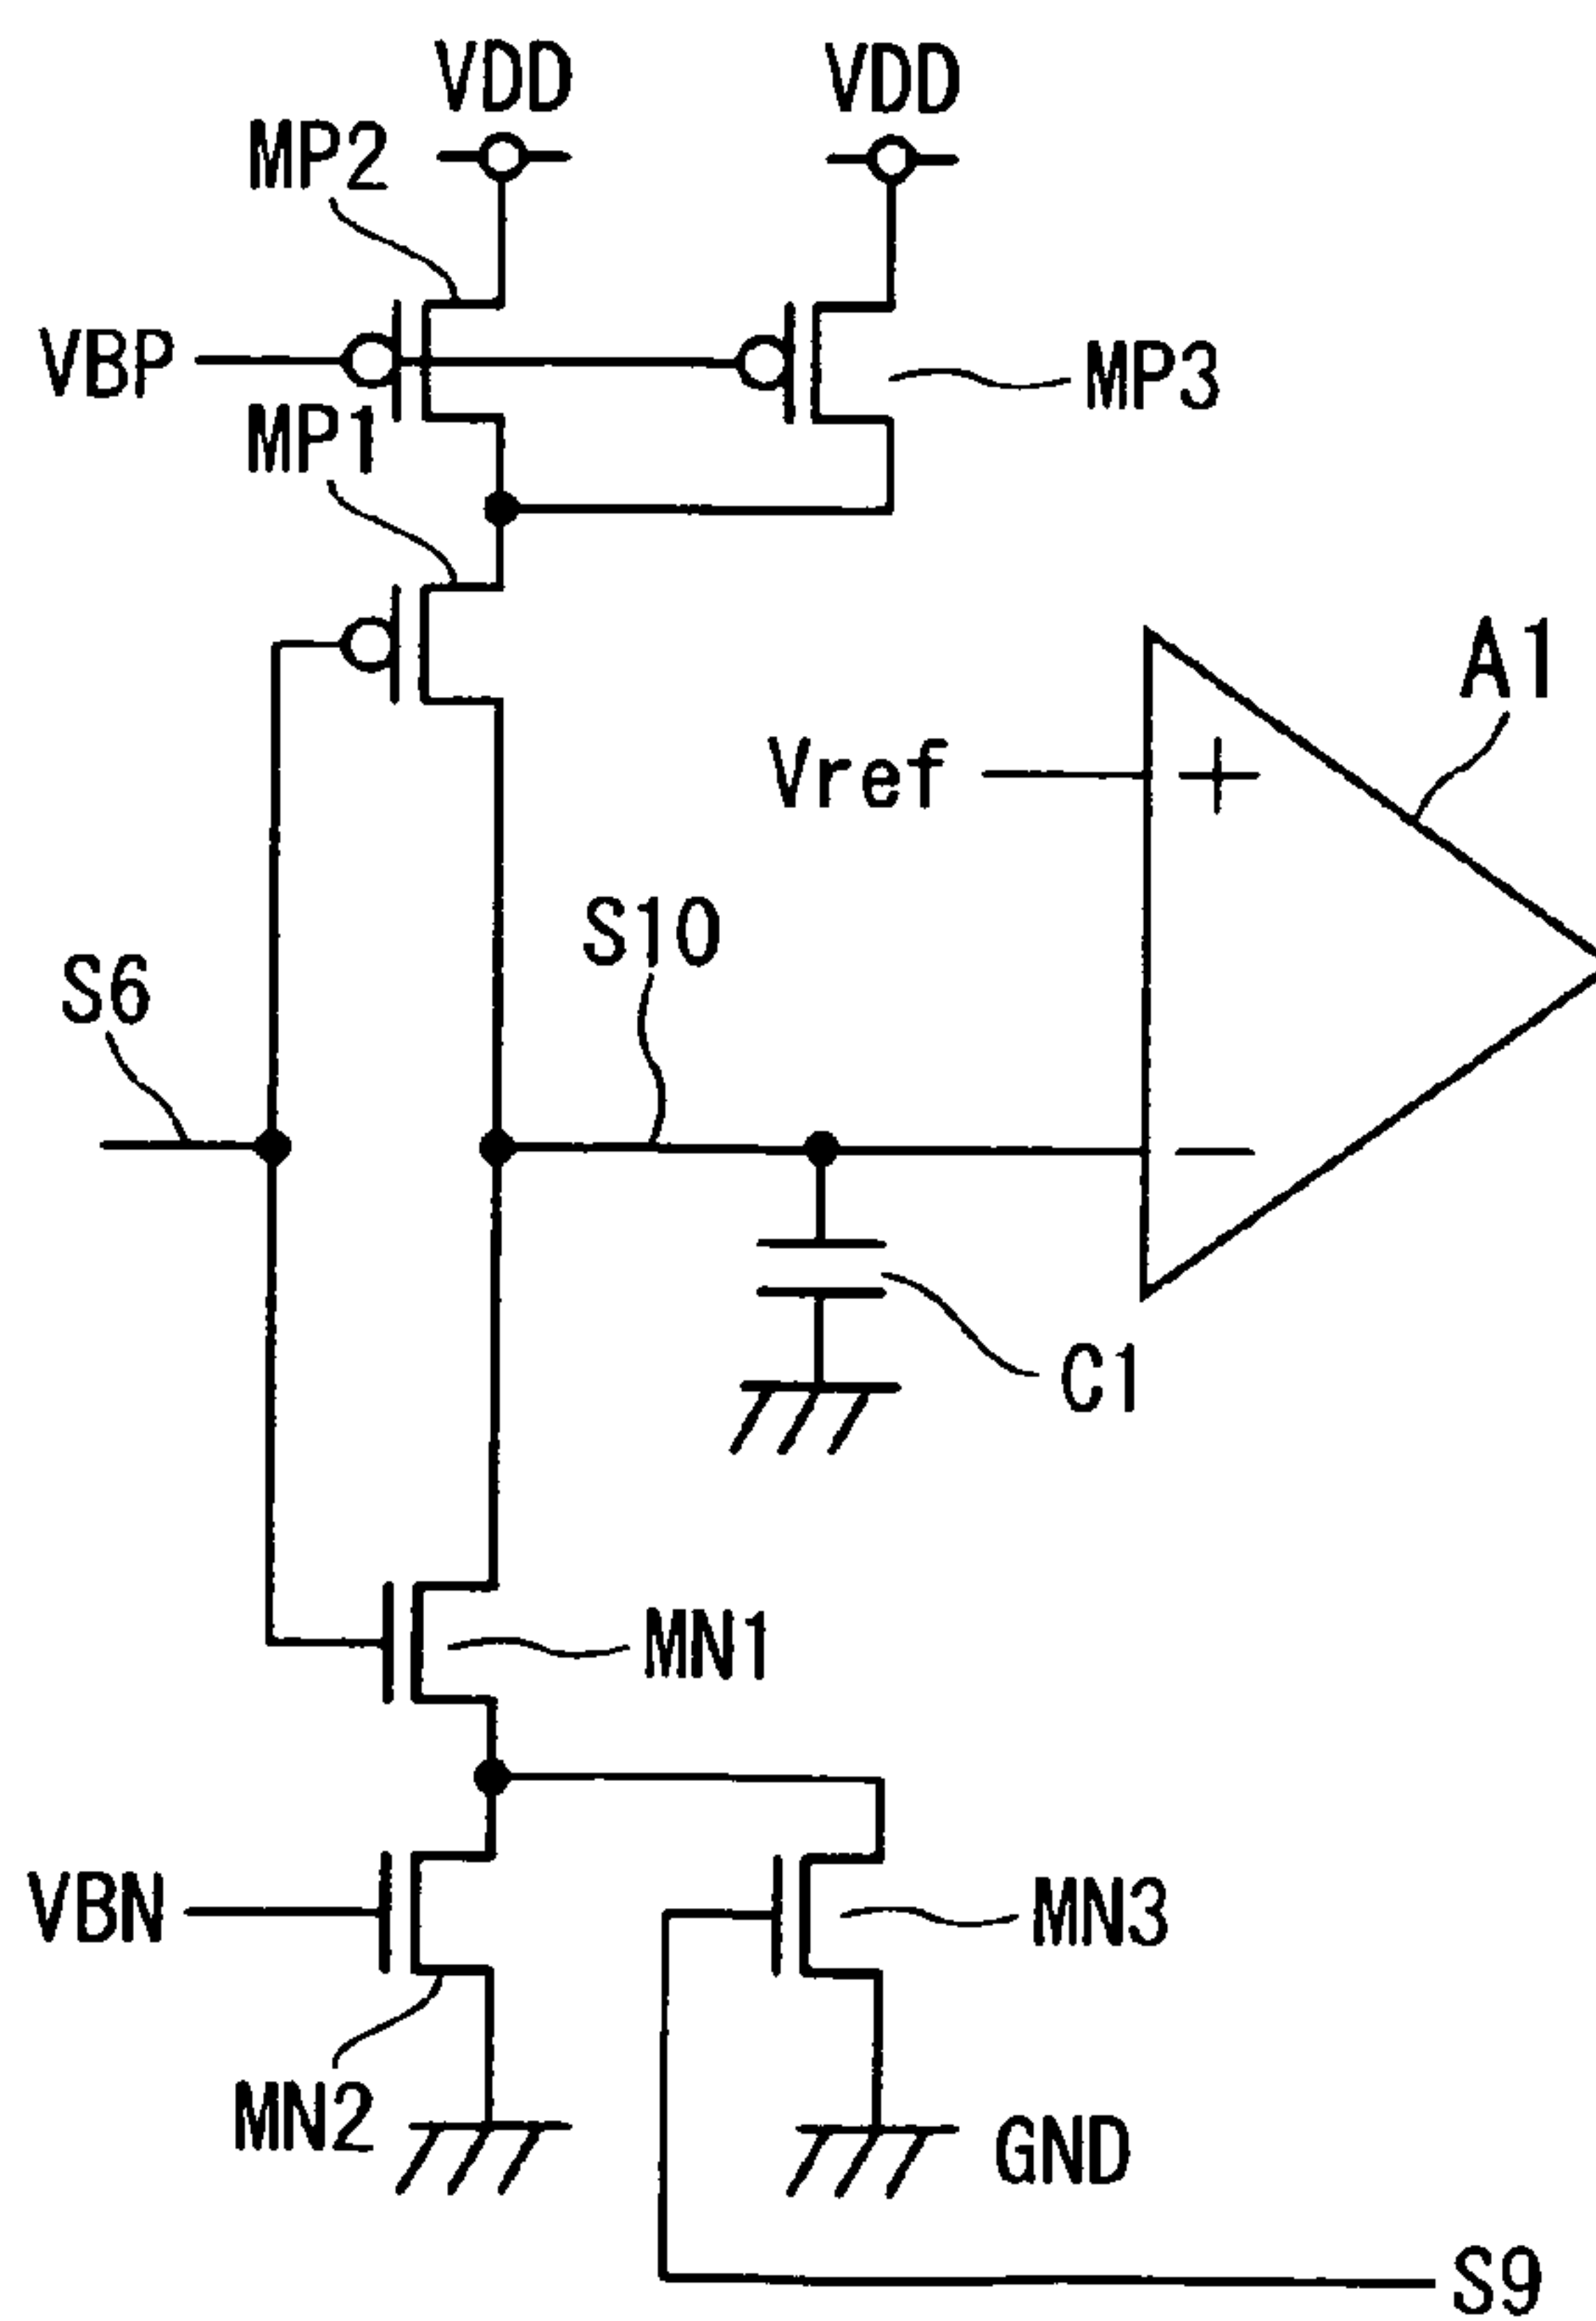 VDD
VDD
MP2
VBP
MP3
MP1
A1
Vref
+
S10
S6
−
C1
MN1
VBN
MN3
MN2
GND
S9